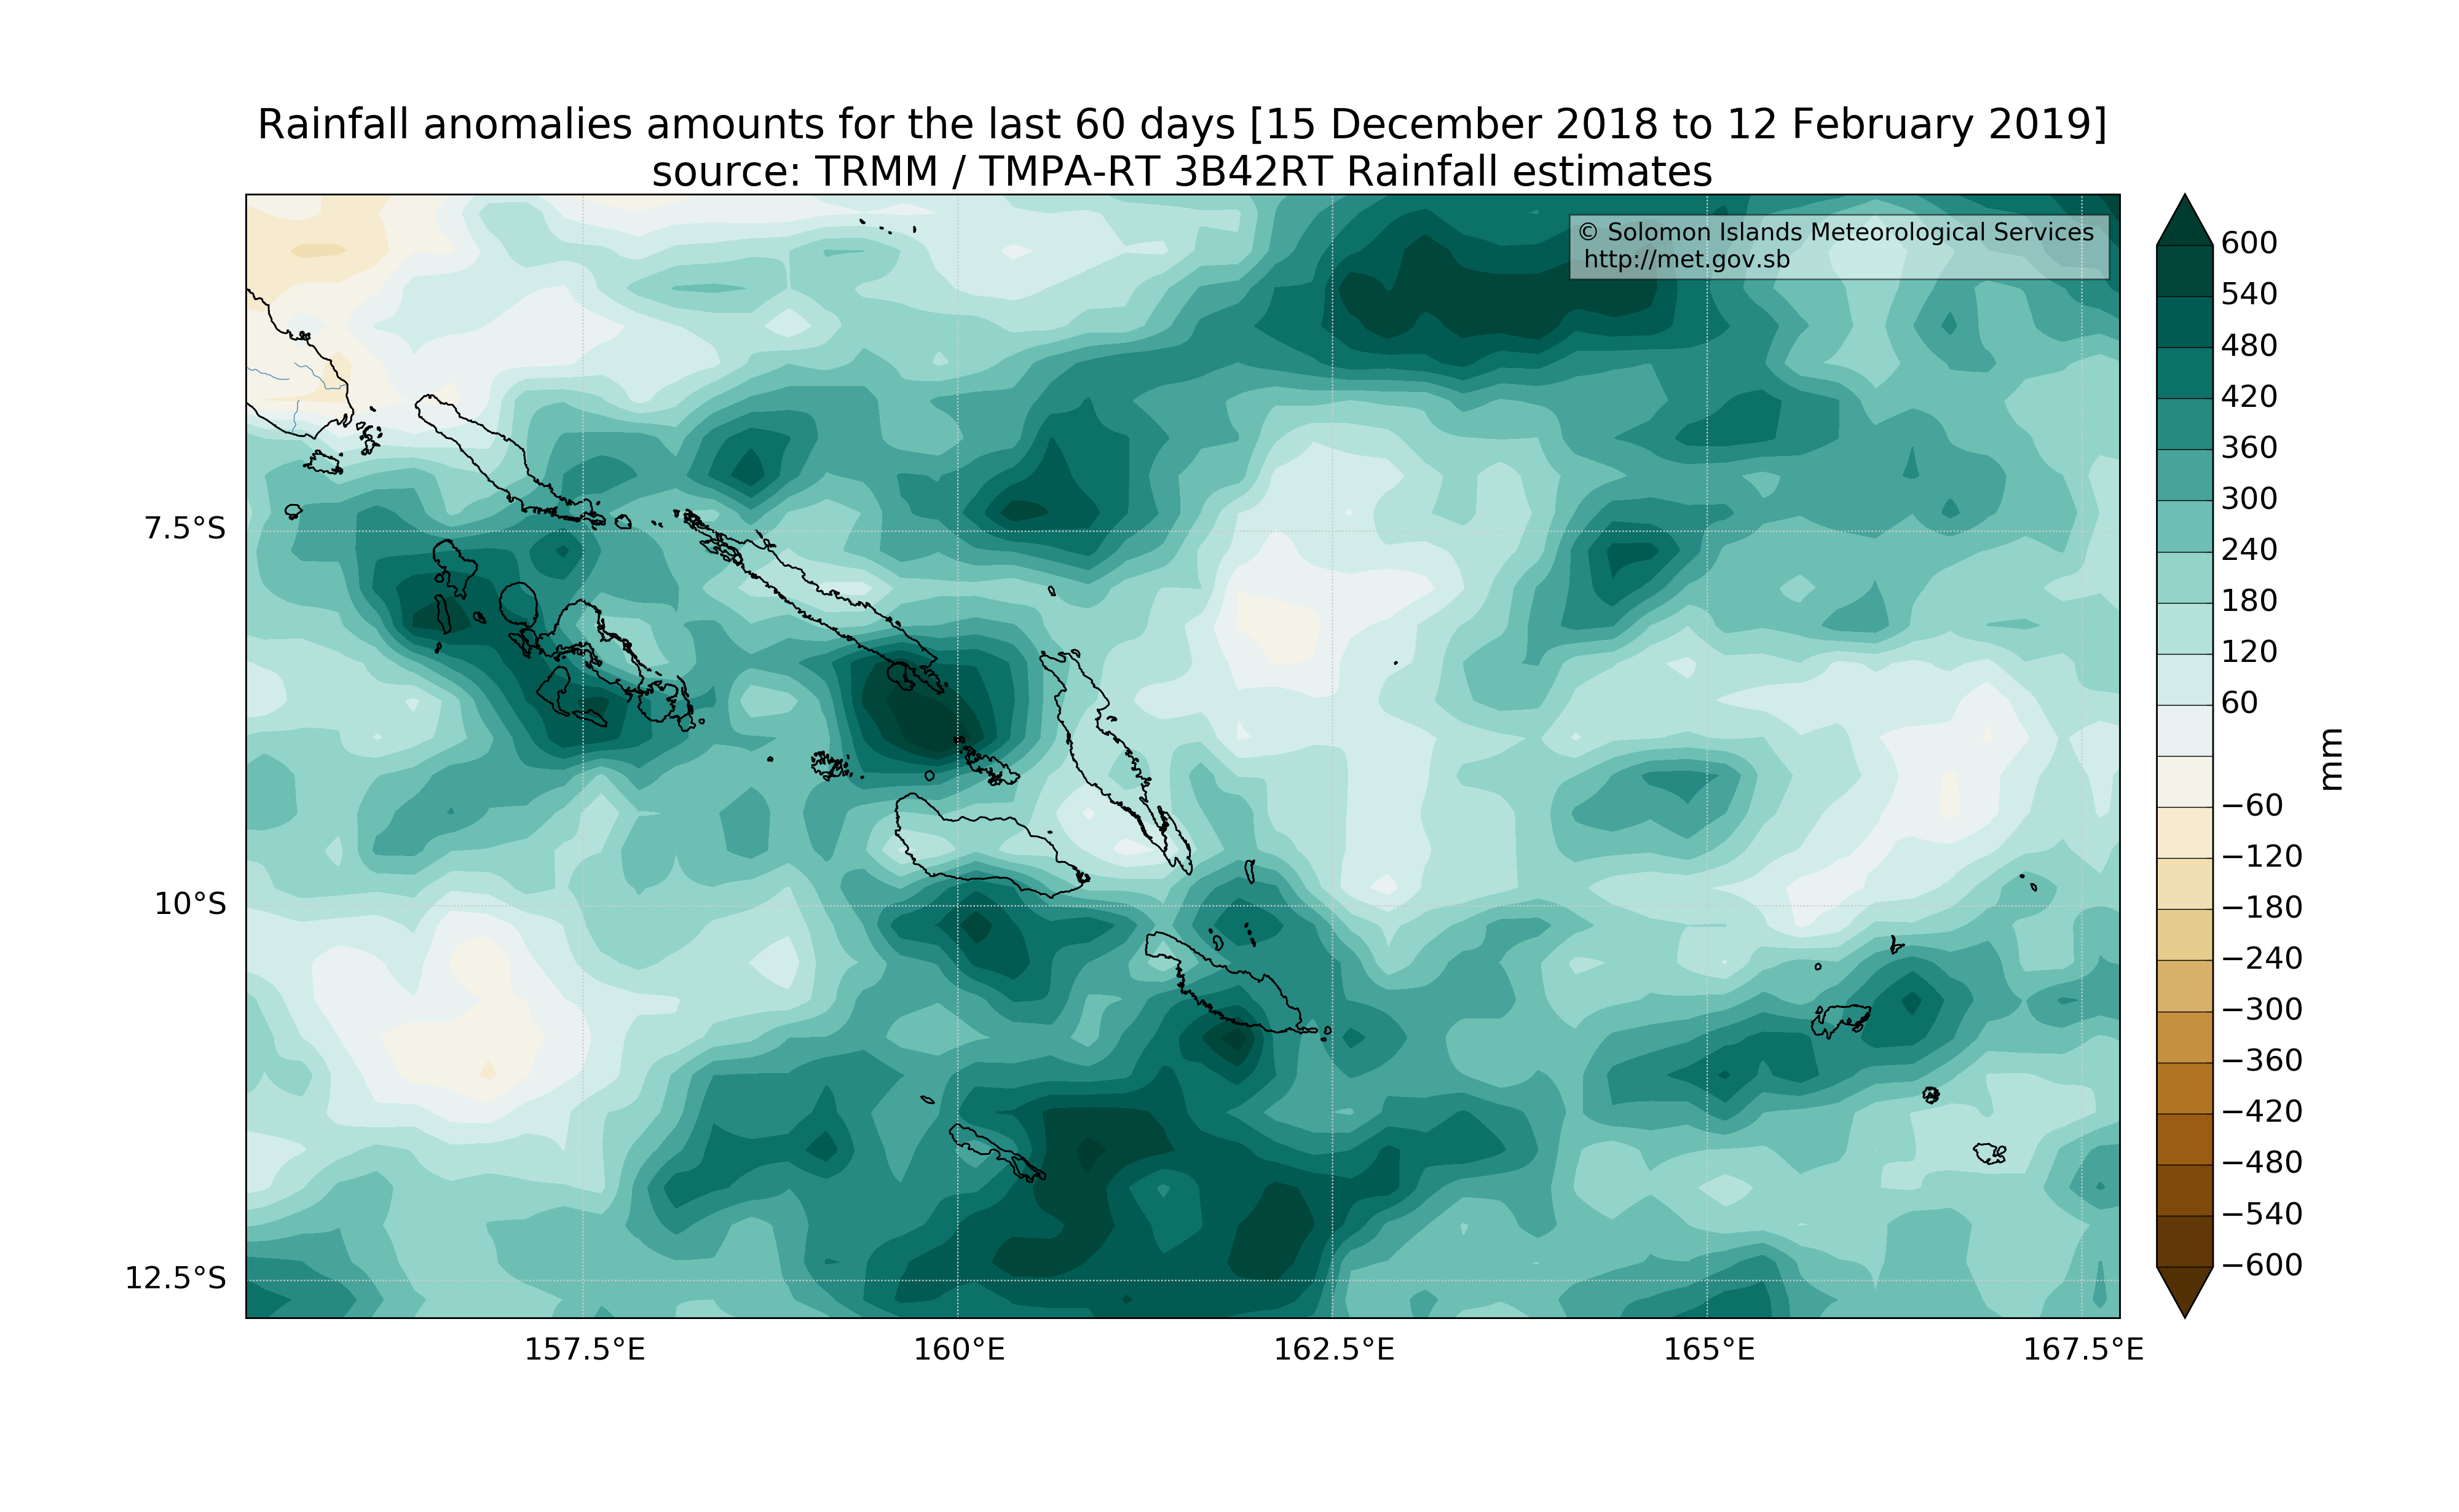 Rainfall anomalies amounts for the last 60 days [15 December 2018 to 12 February 2019]
source: TRMM / TMPA-RT 3B42RT Rainfall estimates
© Solomon Islands Meteorological Services
http://met.gov.sb
7.5°S
10°S
12.5°S
157.5°E
160°E
162.5°E
165°E
167.5°E
600
540
480
420
360
300
240
180
120
60
−60
−120
−180
−240
−300
−360
−420
−480
−540
−600
mm